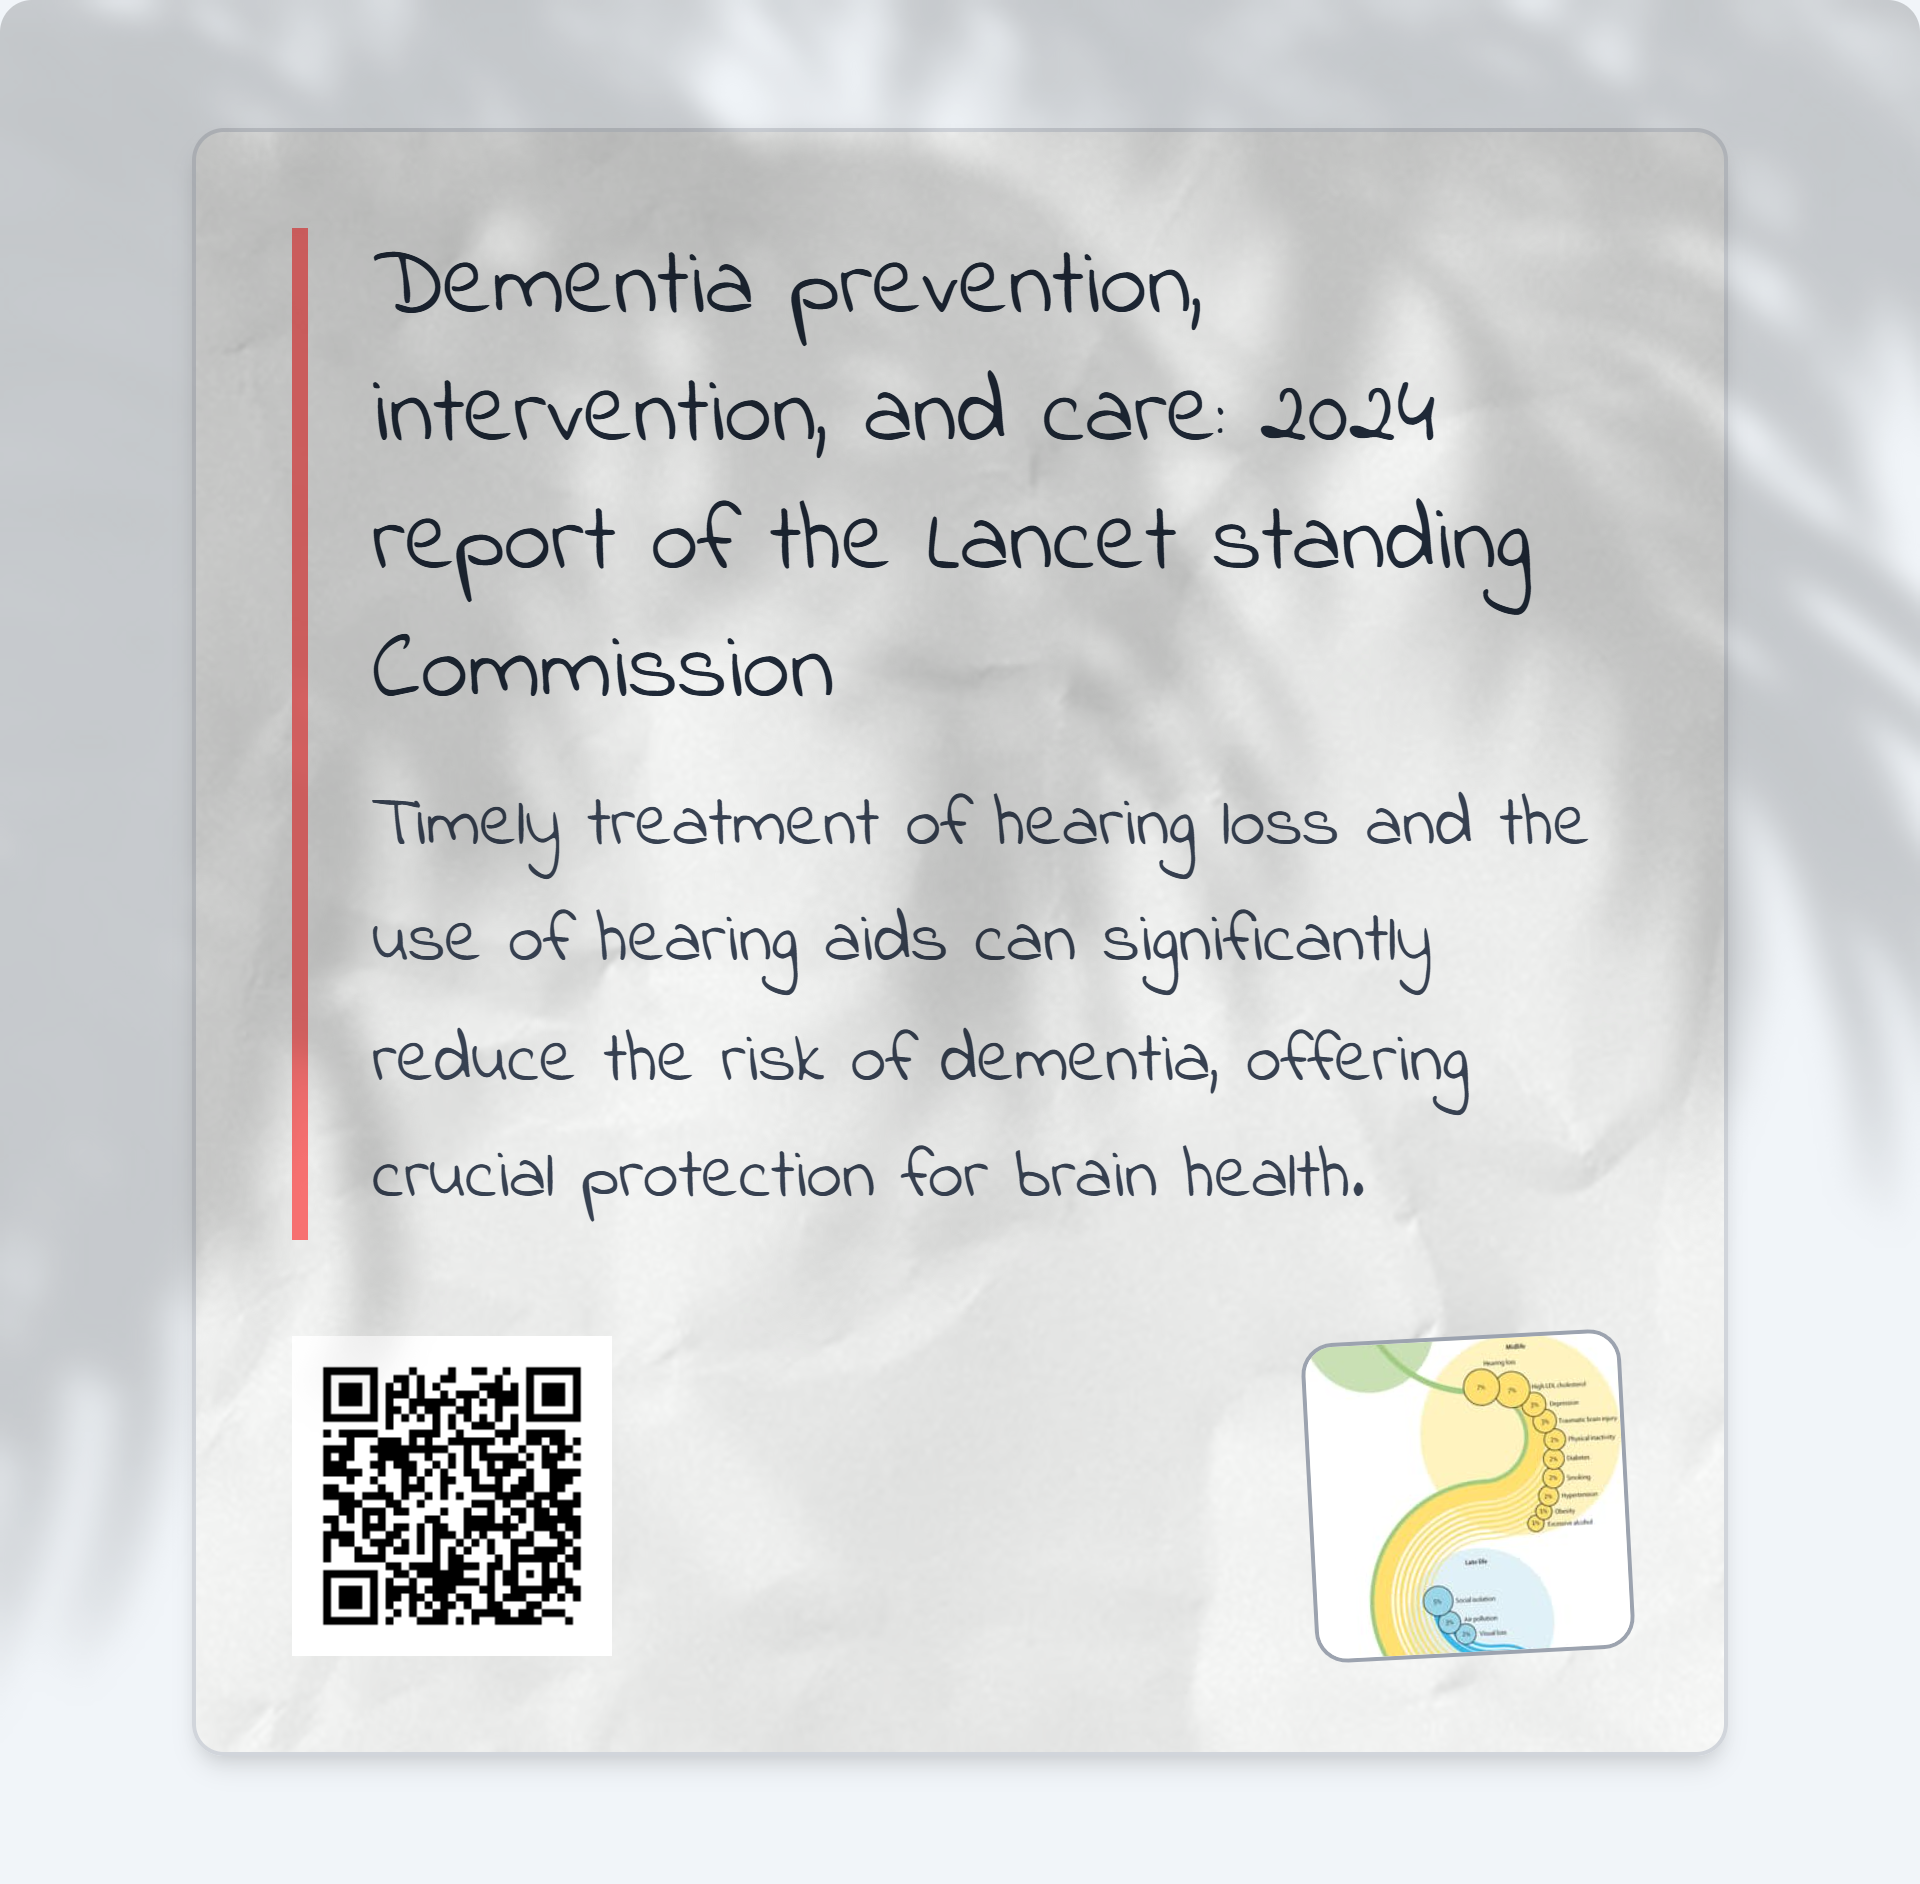 Dementia prevention,
intervention, and care: 2024
report of the Lancet standing
Commission
Timely treatment of hearing loss and the
use of hearing aids can significantly
reduce the risk of dementia, offering
crucial protection for brain health.
Midlife
Hearing loss
7%
7%
High LDL cholesterol
3%
Depression
3%
Traumatic brain injury
2%
Physical inactivity
2%
Diabetes
2%
Smoking
2%
Hypertension
1%
Obesity
1%
Excessive alcohol
Late life
5%
Social isolation
3%
Air pollution
2%
Visual loss